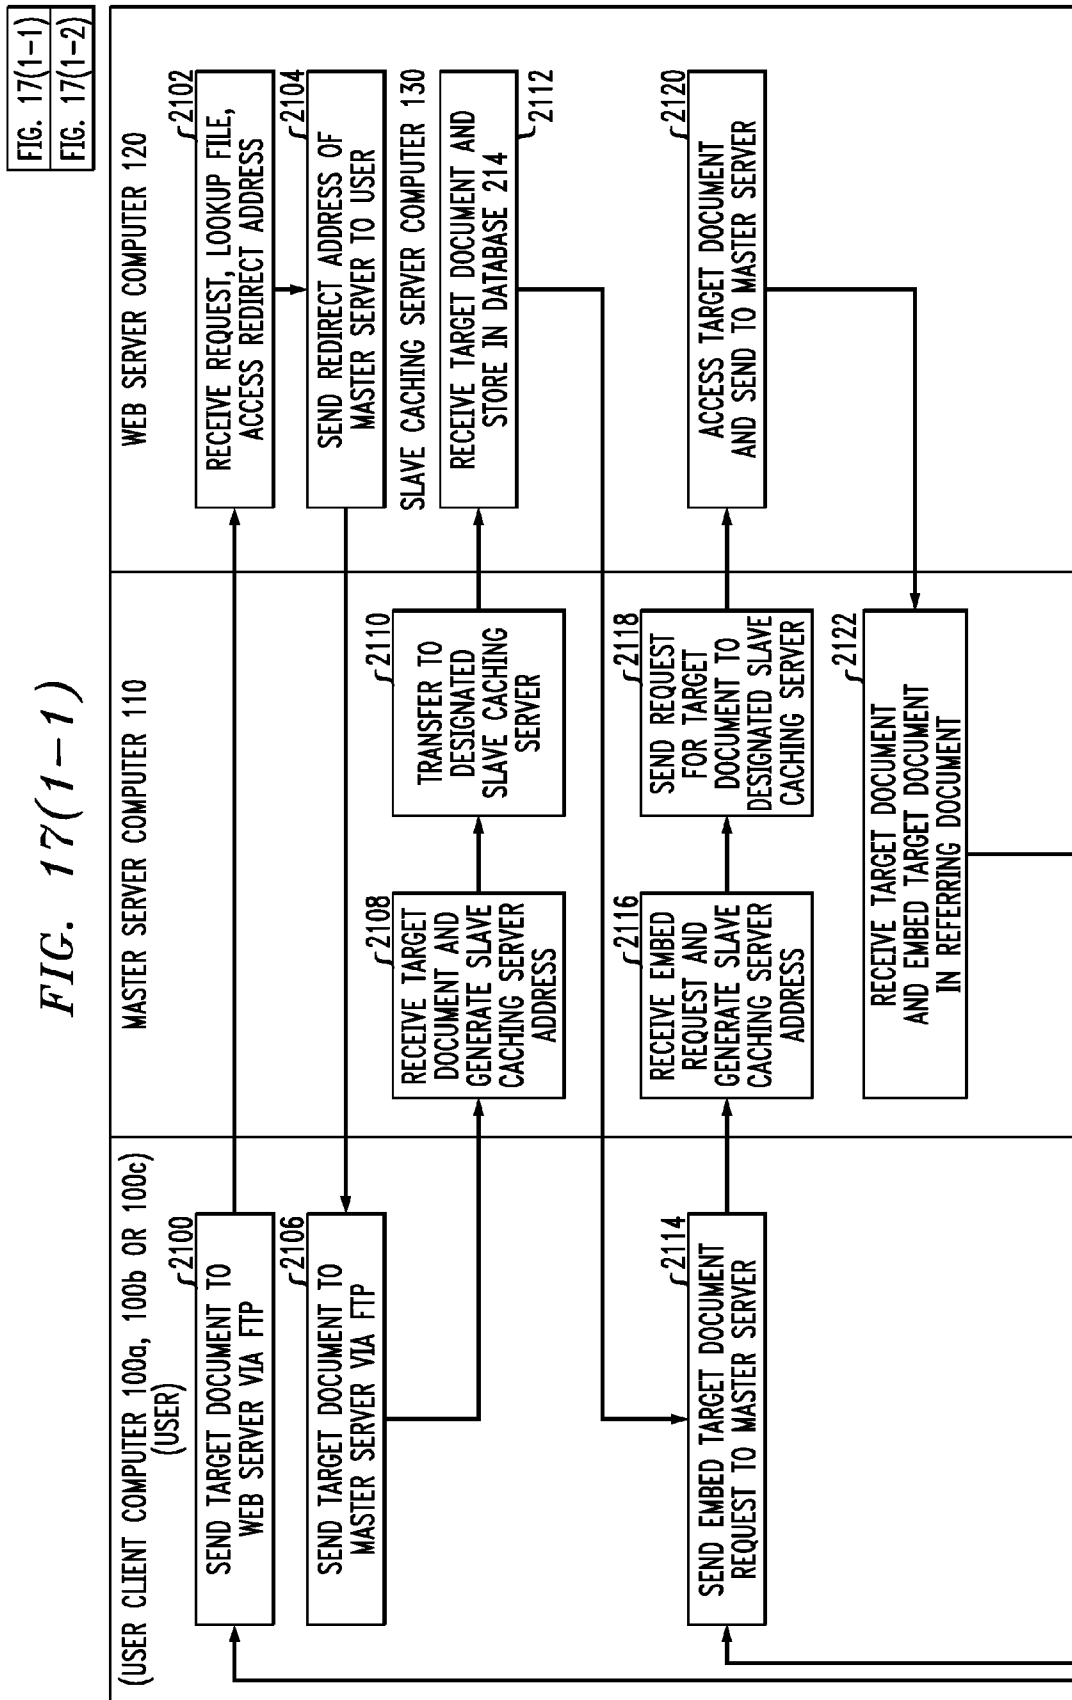 FIG. 17(1-1)
FIG. 17(1-1)
FIG. 17(1-2)
(USER CLIENT COMPUTER 100a, 100b OR 100c)
(USER)
MASTER SERVER COMPUTER 110
WEB SERVER COMPUTER 120
2100
SEND TARGET DOCUMENT TO
WEB SERVER VIA FTP
2102
RECEIVE REQUEST, LOOKUP FILE,
ACCESS REDIRECT ADDRESS
2104
SEND REDIRECT ADDRESS OF
MASTER SERVER TO USER
2106
SEND TARGET DOCUMENT TO
MASTER SERVER VIA FTP
2108
RECEIVE TARGET
DOCUMENT AND
GENERATE SLAVE
CACHING SERVER
ADDRESS
2110
TRANSFER TO
DESIGNATED
SLAVE CACHING
SERVER
SLAVE CACHING SERVER COMPUTER 130
RECEIVE TARGET DOCUMENT AND
STORE IN DATABASE 214
2112
2114
SEND EMBED TARGET DOCUMENT
REQUEST TO MASTER SERVER
2116
RECEIVE EMBED
REQUEST AND
GENERATE SLAVE
CACHING SERVER
ADDRESS
2118
SEND REQUEST
FOR TARGET
DOCUMENT TO
DESIGNATED SLAVE
CACHING SERVER
2120
ACCESS TARGET DOCUMENT
AND SEND TO MASTER SERVER
2122
RECEIVE TARGET DOCUMENT
AND EMBED TARGET DOCUMENT
IN REFERRING DOCUMENT